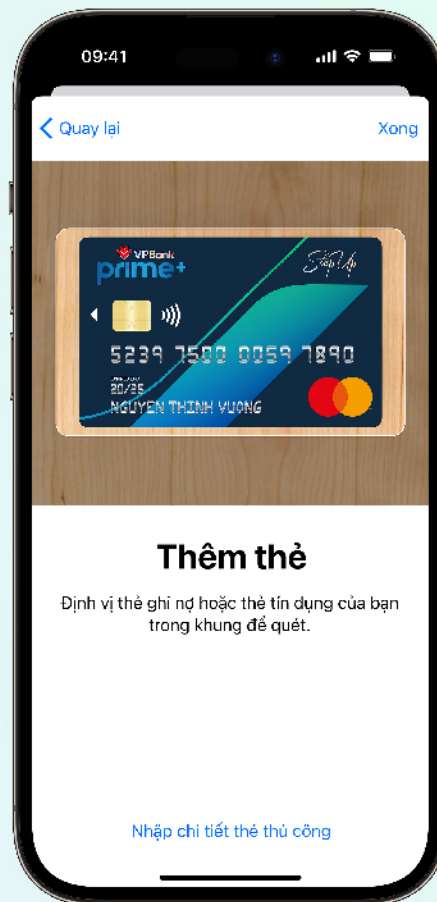 09:41
Quay lại
Xong
VPBank
prime+
StepUp
5239 7500 0059 7890
20/25
NGUYEN THINH VUONG
Thêm thẻ
Định vị thẻ ghi nợ hoặc thẻ tín dụng của bạn
trong khung để quét.
Nhập chi tiết thẻ thủ công